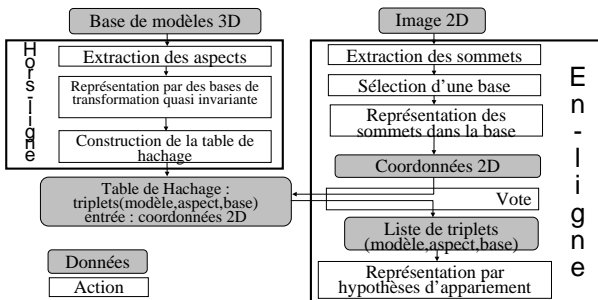 Base de modèles 3D
Hors-ligne
Extraction des aspects
Représentation par des bases de
transformation quasi invariante
Construction de la table de
hachage
Table de Hachage :
triplets(modèle,aspect,base)
entrée : coordonnées 2D
Données
Action
Image 2D
Extraction des sommets
Sélection d'une base
Représentation des
sommets dans la base
Coordonnées 2D
Vote
Liste de triplets
(modèle,aspect,base)
Représentation par
hypothèses d'appariement
En-ligne